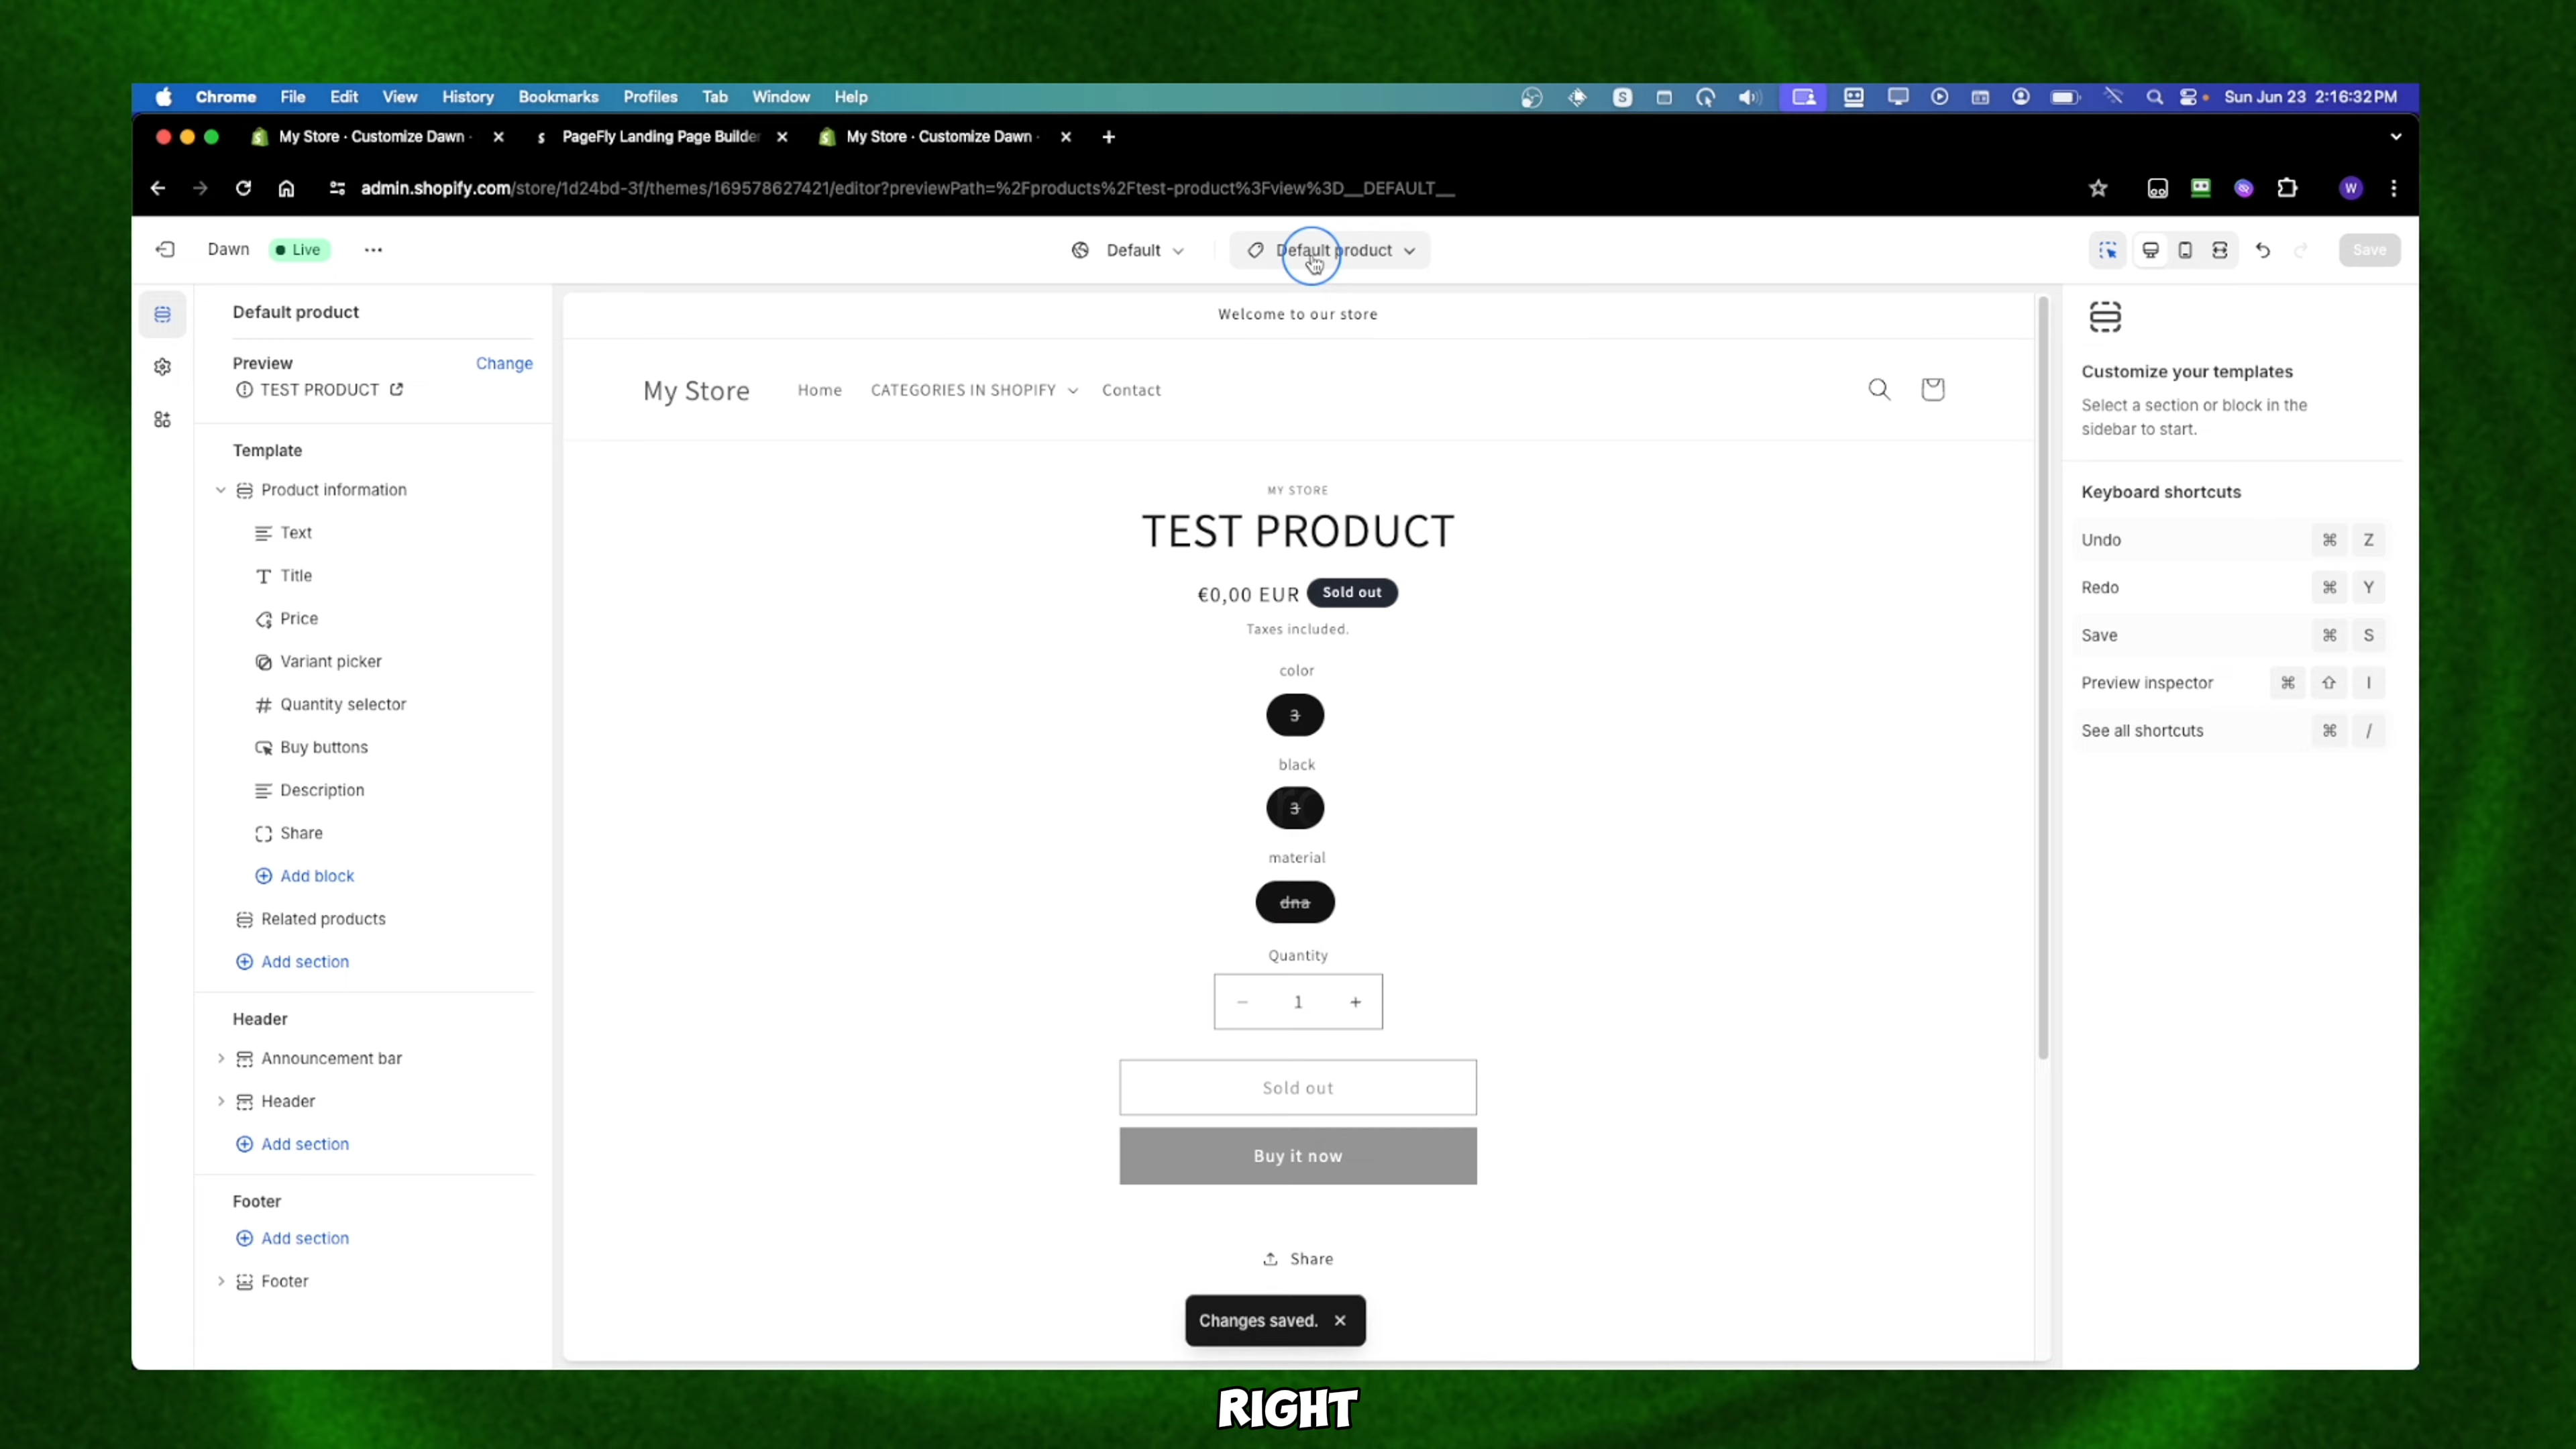 Chrome File Edit View History Bookmarks Profiles Tab Window Help S Sun Jun 23 2:16:32 PM
My Store · Customize Dawn · PageFly Landing Page Builder My Store · Customize Dawn ·
admin.shopify.com/store/1d24bd-3f/themes/169578627421/editor?previewPath=%2Fproducts%2Ftest-product%3Fview%3D__DEFAULT__ W
Dawn Live Default Default product Save
Default product
Preview Change
TEST PRODUCT
Template
Product information
Text
Title
Price
Variant picker
Quantity selector
Buy buttons
Description
Share
Add block
Related products
Add section
Header
Announcement bar
Header
Add section
Footer
Add section
Footer
Welcome to our store
My Store Home CATEGORIES IN SHOPIFY Contact
MY STORE
TEST PRODUCT
€0,00 EUR Sold out
Taxes included.
color
3
black
3
material
dna
Quantity
− 1 +
Sold out
Buy it now
Share
Changes saved.
Customize your templates
Select a section or block in the
sidebar to start.
Keyboard shortcuts
Undo ⌘ Z
Redo ⌘ Y
Save ⌘ S
Preview inspector ⌘ ⇧ I
See all shortcuts ⌘ /
RIGHT